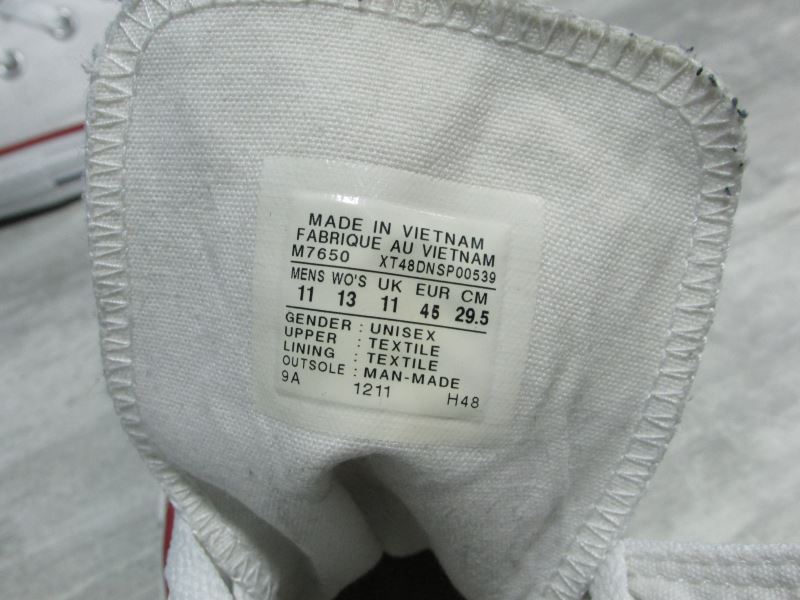 MADE IN VIETNAM
FABRIQUE AU VIETNAM
M7650 XT48DNSP00539
MENS WO'S UK EUR CM
11 13 11 45 29.5
GENDER : UNISEX
UPPER : TEXTILE
LINING : TEXTILE
OUTSOLE : MAN-MADE
9A 1211 H48